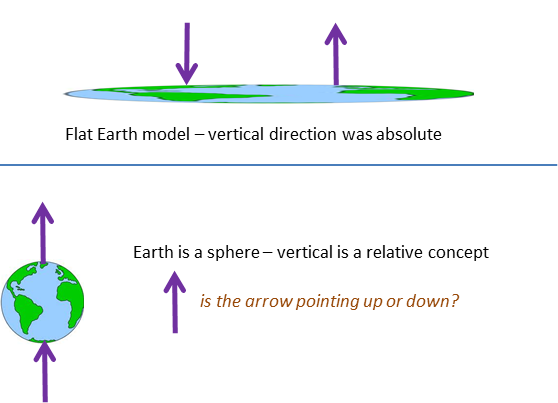 Flat Earth model – vertical direction was absolute
Earth is a sphere – vertical is a relative concept
is the arrow pointing up or down?